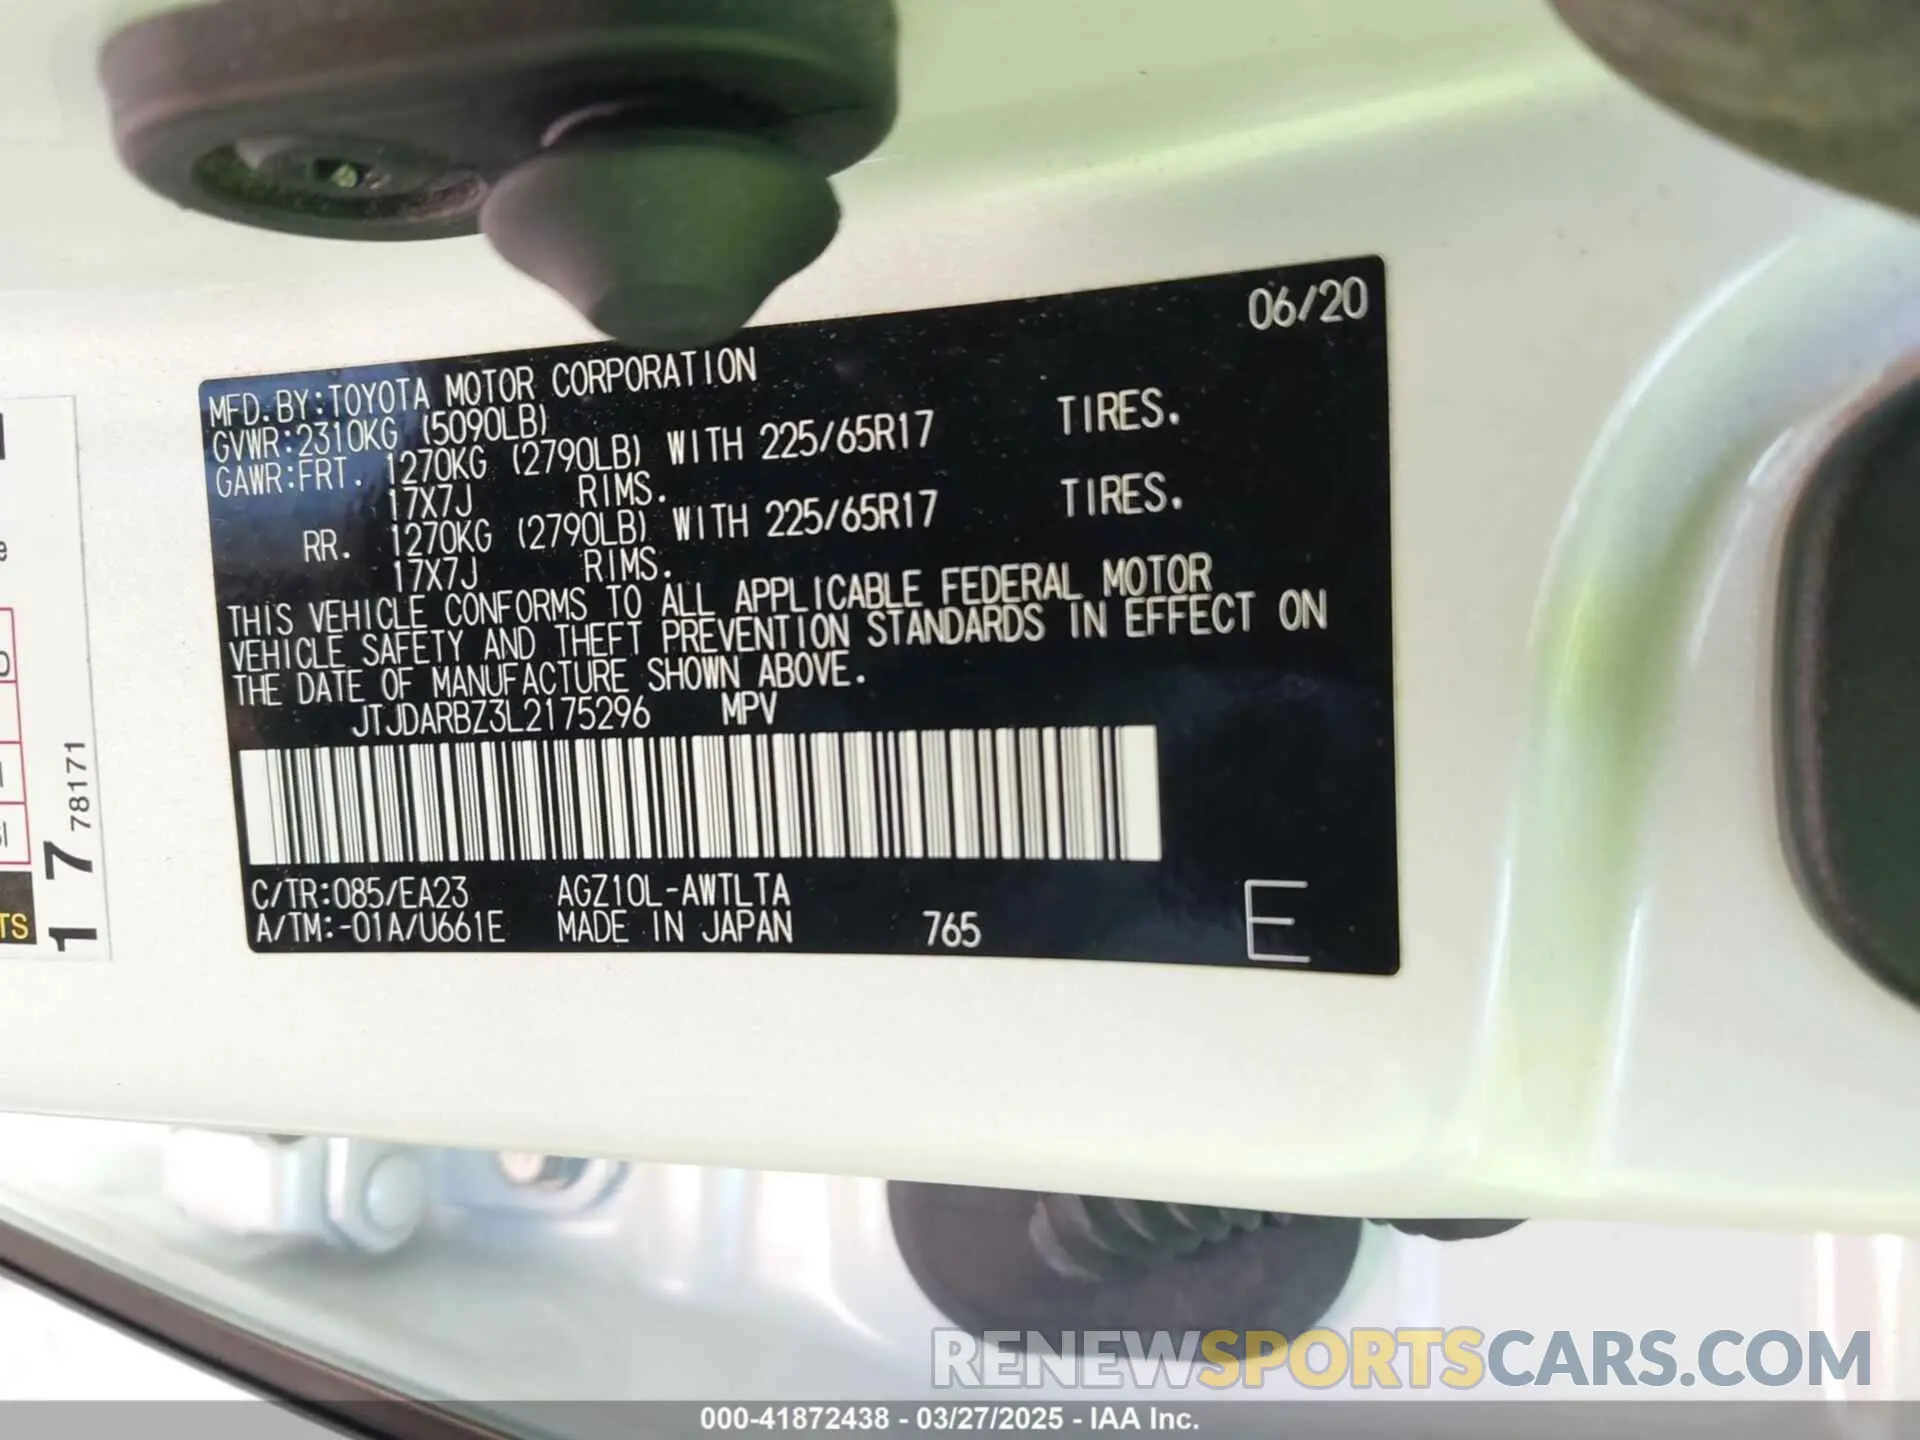 06/20
MFD.BY:TOYOTA MOTOR CORPORATION
GVWR:2310KG (5090LB)
GAWR:FRT. 1270KG (2790LB) WITH 225/65R17 TIRES.
17X7J RIMS.
RR. 1270KG (2790LB) WITH 225/65R17 TIRES.
17X7J RIMS.
THIS VEHICLE CONFORMS TO ALL APPLICABLE FEDERAL MOTOR
VEHICLE SAFETY AND THEFT PREVENTION STANDARDS IN EFFECT ON
THE DATE OF MANUFACTURE SHOWN ABOVE.
JTJDARBZ3L2175296 MPV
C/TR:085/EA23 AGZ10L-AWTLTA
A/TM:-01A/U661E MADE IN JAPAN 765 E
17 78171
TS
RENEWSPORTSCARS.COM
000-41872438 - 03/27/2025 - IAA Inc.